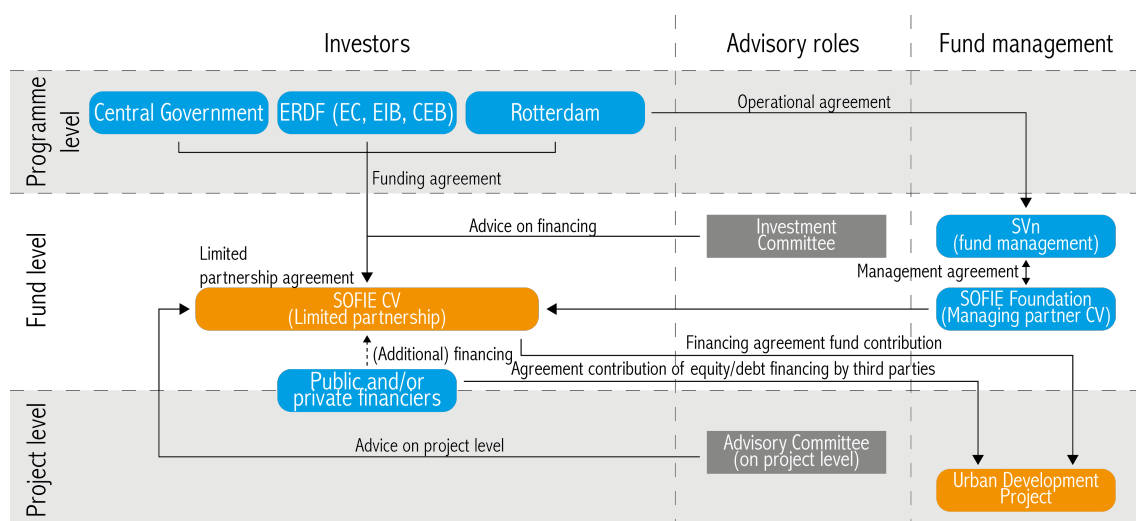 Investors
Advisory roles
Fund management
Programme
level
Central Government
ERDF (EC, EIB, CEB)
Rotterdam
Operational agreement
Funding agreement
Fund level
Advice on financing
Investment
Committee
SVn
(fund management)
Limited
partnership agreement
Management agreement
SOFIE CV
(Limited partnership)
SOFIE Foundation
(Managing partner CV)
(Additional) financing
Financing agreement fund contribution
Agreement contribution of equity/debt financing by third parties
Public and/or
private financiers
Project level
Advice on project level
Advisory Committee
(on project level)
Urban Development
Project